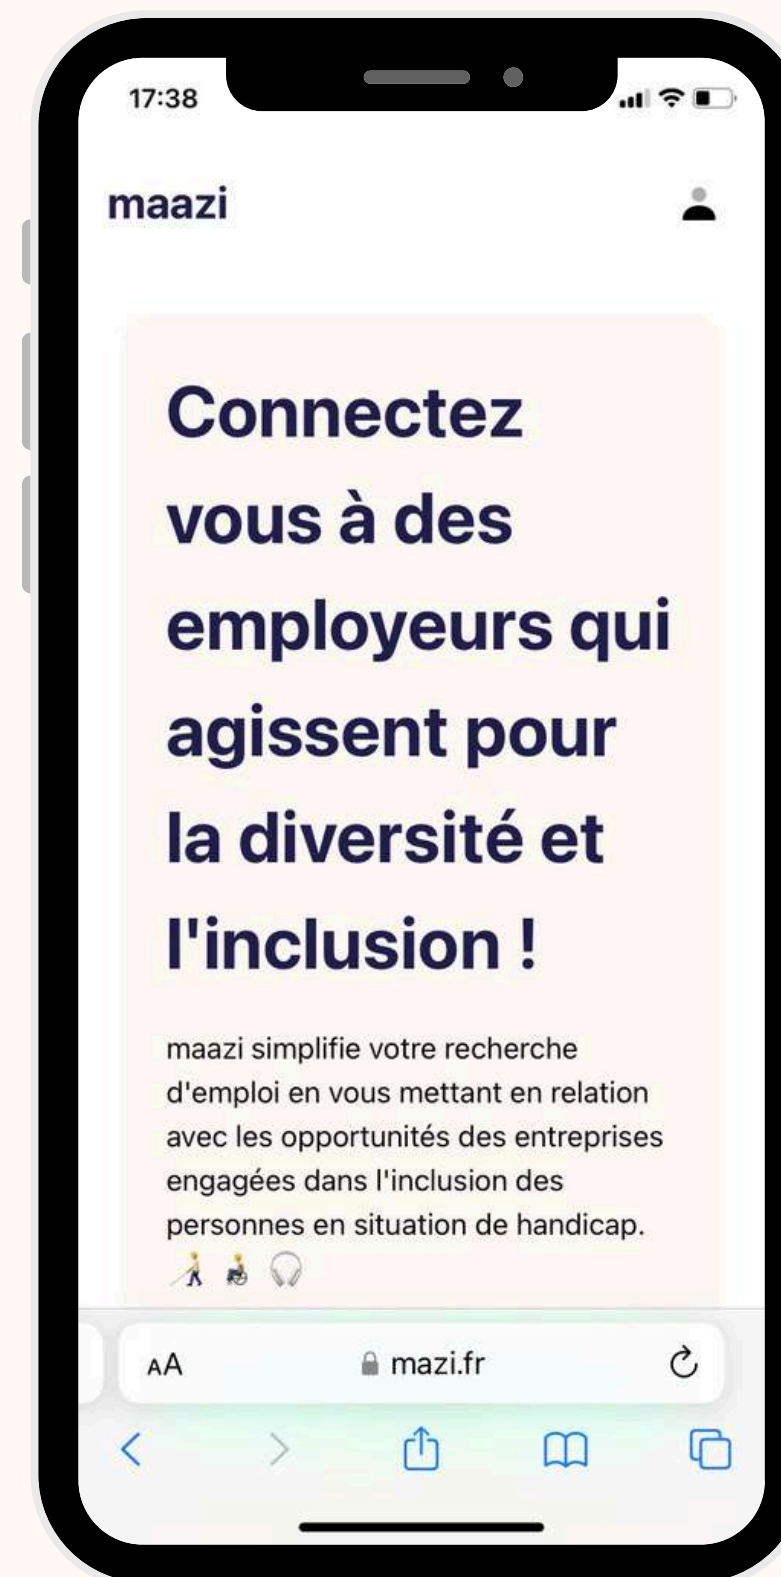 17:38
maazi
Connectez
vous à des
employeurs qui
agissent pour
la diversité et
l'inclusion !
maazi simplifie votre recherche
d'emploi en vous mettant en relation
avec les opportunités des entreprises
engagées dans l'inclusion des
personnes en situation de handicap.
AA mazi.fr